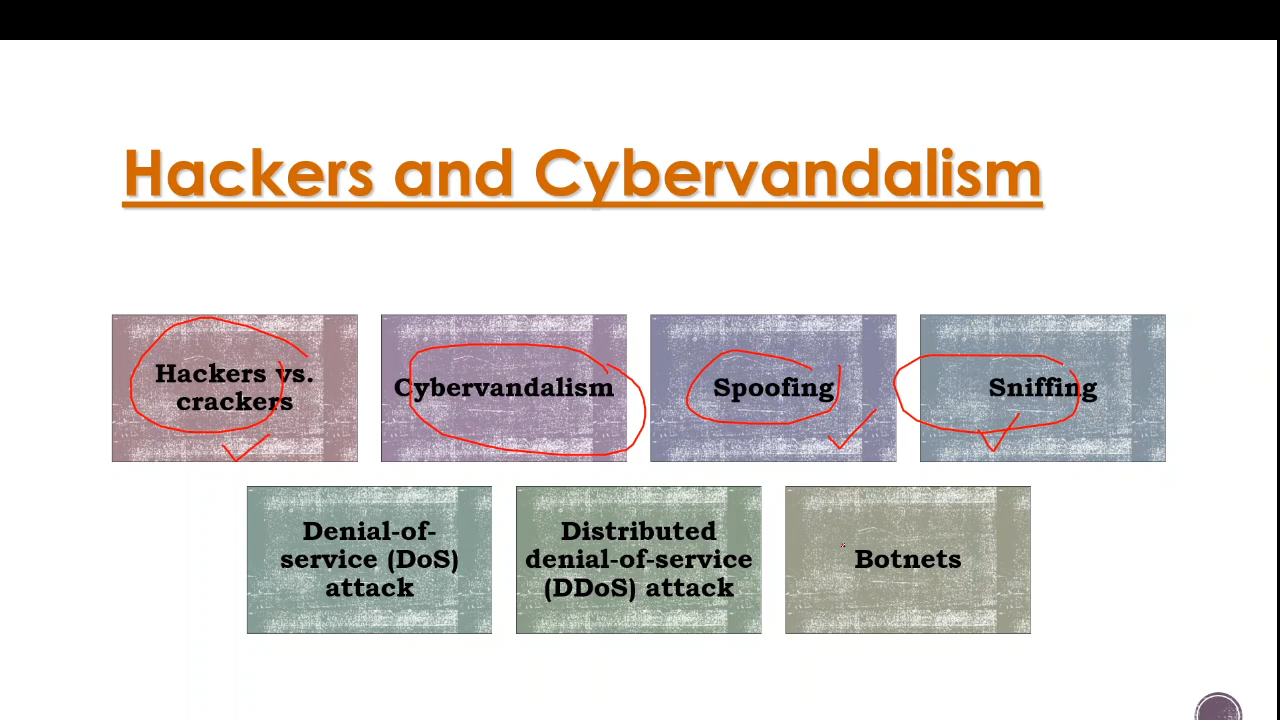 Hackers and Cybervandalism
Hackers vs.
crackers
Cybervandalism
Spoofing
Sniffing
Denial-of-
service (DoS)
attack
Distributed
denial-of-service
(DDoS) attack
Botnets